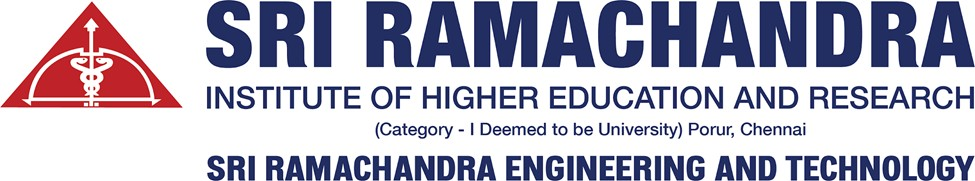 SRI RAMACHANDRA
INSTITUTE OF HIGHER EDUCATION AND RESEARCH
(Category - I Deemed to be University) Porur, Chennai
SRI RAMACHANDRA ENGINEERING AND TECHNOLOGY